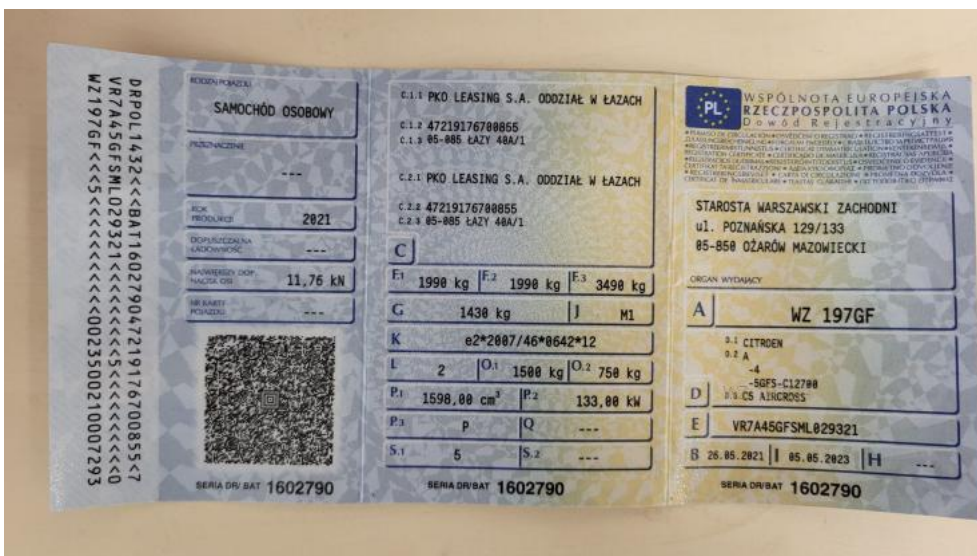 DRPOL1432<<<BAT1602790472191767008555<7
VR7A45GFSML029321<<<<<<<<5<<<<<<<<<<0
WZ197GF<<<5<<<<<<<<<<<0023500210007293
RODZAJ POJAZDU
SAMOCHÓD OSOBOWY
PRZEZNACZENIE
---
ROK PRODUKCJI 2021
DOPUSZCZALNA ŁADOWNOŚĆ ---
NAJWIĘKSZY DOP. NACISK OSI 11,76 kN
NR KARTY POJAZDU ---
SERIA DR/BAT 1602790
C.1.1 PKO LEASING S.A. ODDZIAŁ W ŁAZACH
C.1.2 47219176700855
C.1.3 05-085 ŁAZY 40A/1
C.2.1 PKO LEASING S.A. ODDZIAŁ W ŁAZACH
C.2.2 47219176700855
C.2.3 05-085 ŁAZY 40A/1
C
F.1 1990 kg F.2 1990 kg F.3 3490 kg
G 1430 kg J M1
K e2*2007/46*0642*12
L 2 O.1 1500 kg O.2 750 kg
P.1 1598,00 cm³ P.2 133,00 kW
P.3 P Q ---
S.1 5 S.2 ---
SERIA DR/BAT 1602790
PL
WSPÓLNOTA EUROPEJSKA
RZECZPOSPOLITA POLSKA
Dowód Rejestracyjny
STAROSTA WARSZAWSKI ZACHODNI
ul. POZNAŃSKA 129/133
05-850 OŻARÓW MAZOWIECKI
ORGAN WYDAJĄCY
A WZ 197GF
D.1 CITROEN
D.2 A
-4
__-5GFS-C12700
D D.3 C5 AIRCROSS
E VR7A45GFSML029321
B 26.05.2021 I 05.05.2023 H ---
SERIA DR/BAT 1602790